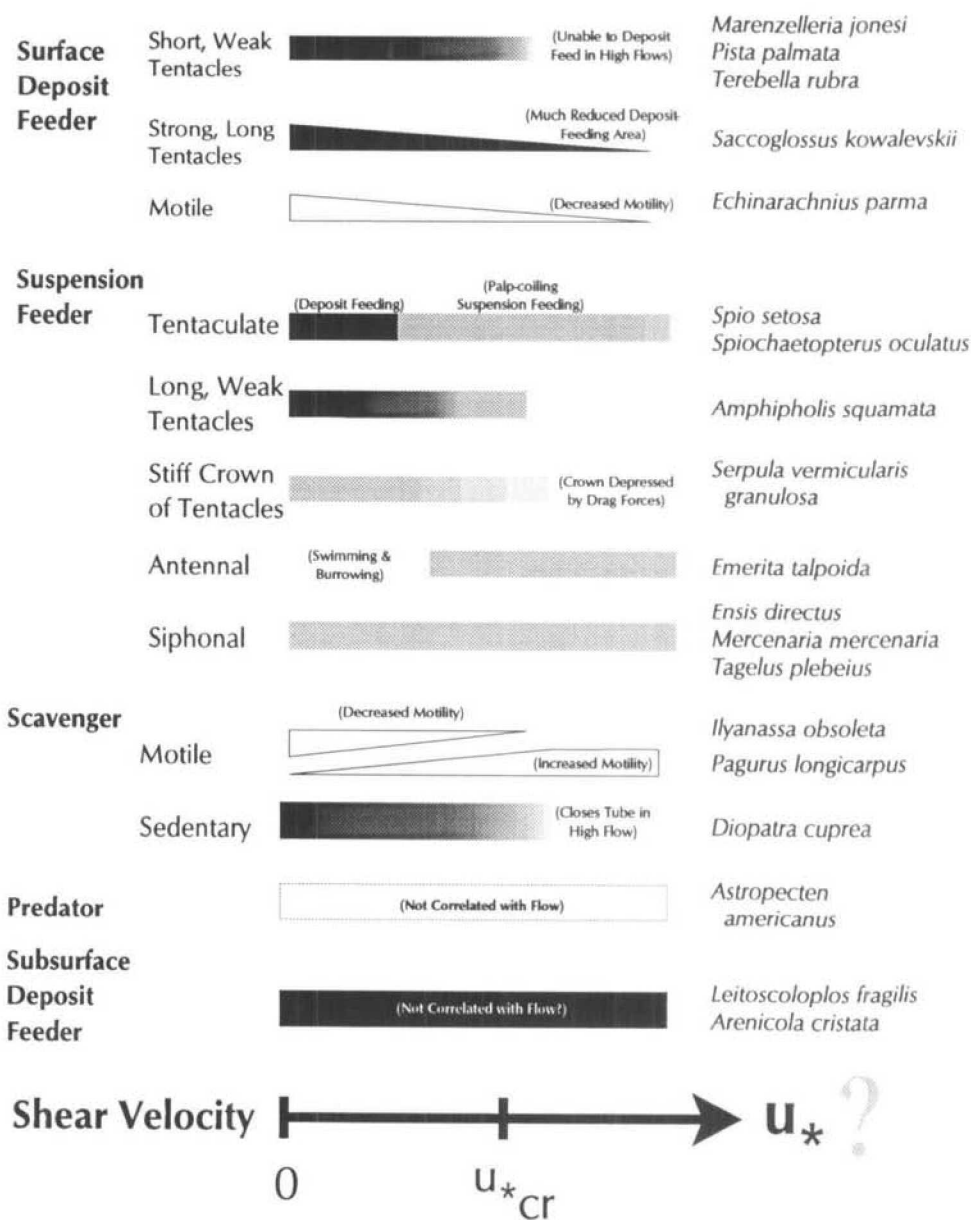 Surface
Deposit
Feeder
Short, Weak
Tentacles
(Unable to Deposit
Feed in High Flows)
Marenzelleria jonesi
Pista palmata
Terebella rubra
Strong, Long
Tentacles
(Much Reduced Deposit-
Feeding Area)
Saccoglossus kowalevskii
Motile
(Decreased Motility)
Echinarachnius parma
Suspension
Feeder
Tentaculate
(Deposit Feeding)
(Palp-coiling
Suspension Feeding)
Spio setosa
Spiochaetopterus oculatus
Long, Weak
Tentacles
Amphipholis squamata
Stiff Crown
of Tentacles
(Crown Depressed
by Drag Forces)
Serpula vermicularis
granulosa
Antennal
(Swimming &
Burrowing)
Emerita talpoida
Siphonal
Ensis directus
Mercenaria mercenaria
Tagelus plebeius
Scavenger
Motile
(Decreased Motility)
Ilyanassa obsoleta
(Increased Motility)
Pagurus longicarpus
Sedentary
(Closes Tube in
High Flow)
Diopatra cuprea
Predator
(Not Correlated with Flow)
Astropecten
americanus
Subsurface
Deposit
Feeder
(Not Correlated with Flow?)
Leitoscoloplos fragilis
Arenicola cristata
Shear Velocity
u* ?
0
u*cr